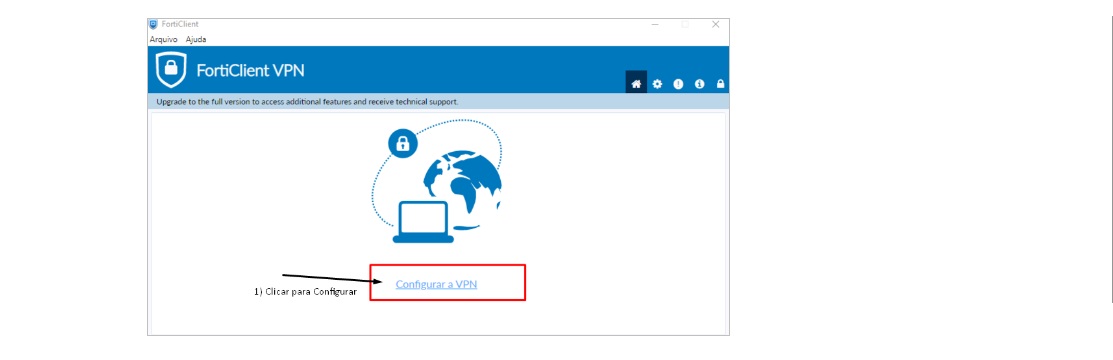 FortiClient
Arquivo Ajuda
FortiClient VPN
Upgrade to the full version to access additional features and receive technical support.
Configurar a VPN
1) Clicar para Configurar